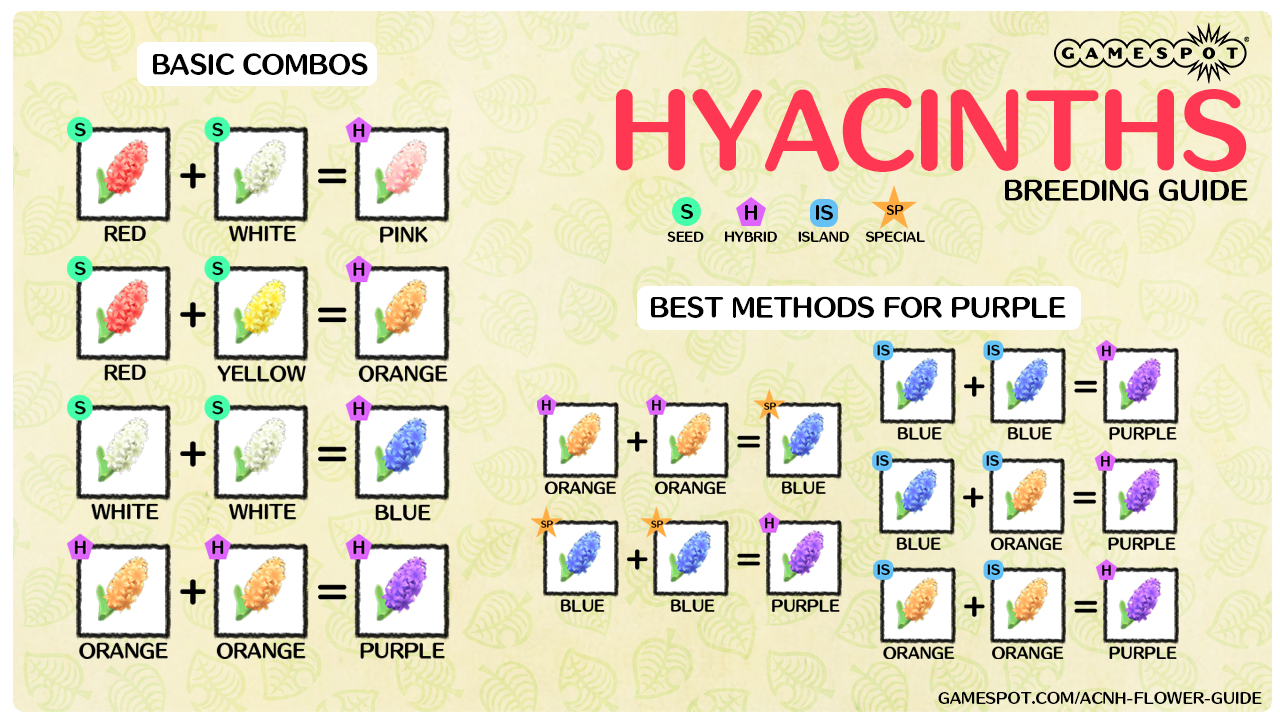 BASIC COMBOS
S S H
+ =
RED WHITE PINK
S S H
+ =
RED YELLOW ORANGE
S S H
+ =
WHITE WHITE BLUE
H H H
+ =
ORANGE ORANGE PURPLE
GAMESPOT®
HYACINTHS
BREEDING GUIDE
S H IS SP
SEED HYBRID ISLAND SPECIAL
BEST METHODS FOR PURPLE
H H SP
+ =
ORANGE ORANGE BLUE
SP SP H
+ =
BLUE BLUE PURPLE
IS IS H
+ =
BLUE BLUE PURPLE
IS IS H
+ =
BLUE ORANGE PURPLE
IS IS H
+ =
ORANGE ORANGE PURPLE
GAMESPOT.COM/ACNH-FLOWER-GUIDE